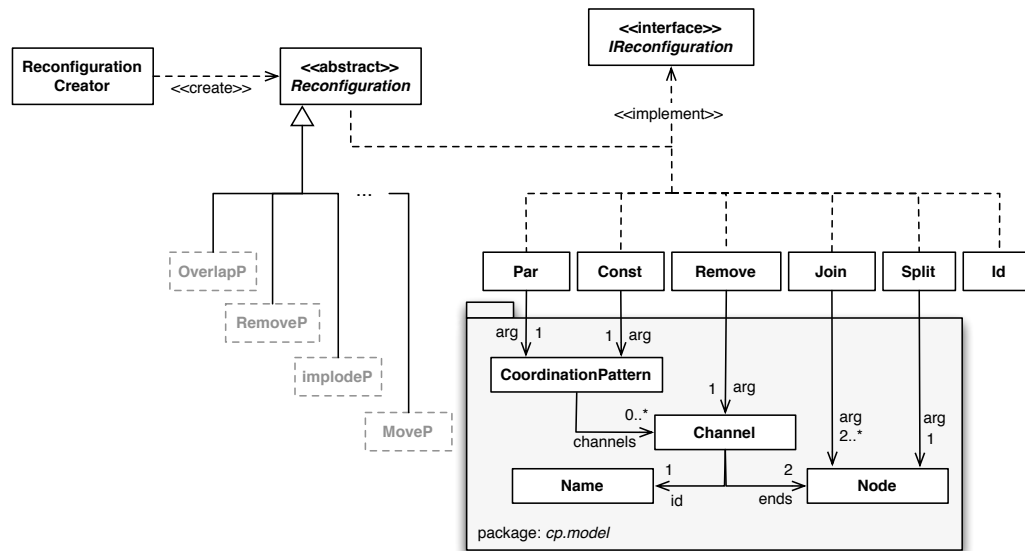 <<interface>>
IReconfiguration
Reconfiguration
Creator
<<create>>
<<abstract>>
Reconfiguration
<<implement>>
...
OverlapP
RemoveP
implodeP
MoveP
Par
Const
Remove
Join
Split
Id
arg 1
1 arg
CoordinationPattern
1 arg
0..*
channels
Channel
arg
2..*
arg
1
Name
1
id
2
ends
Node
package: cp.model